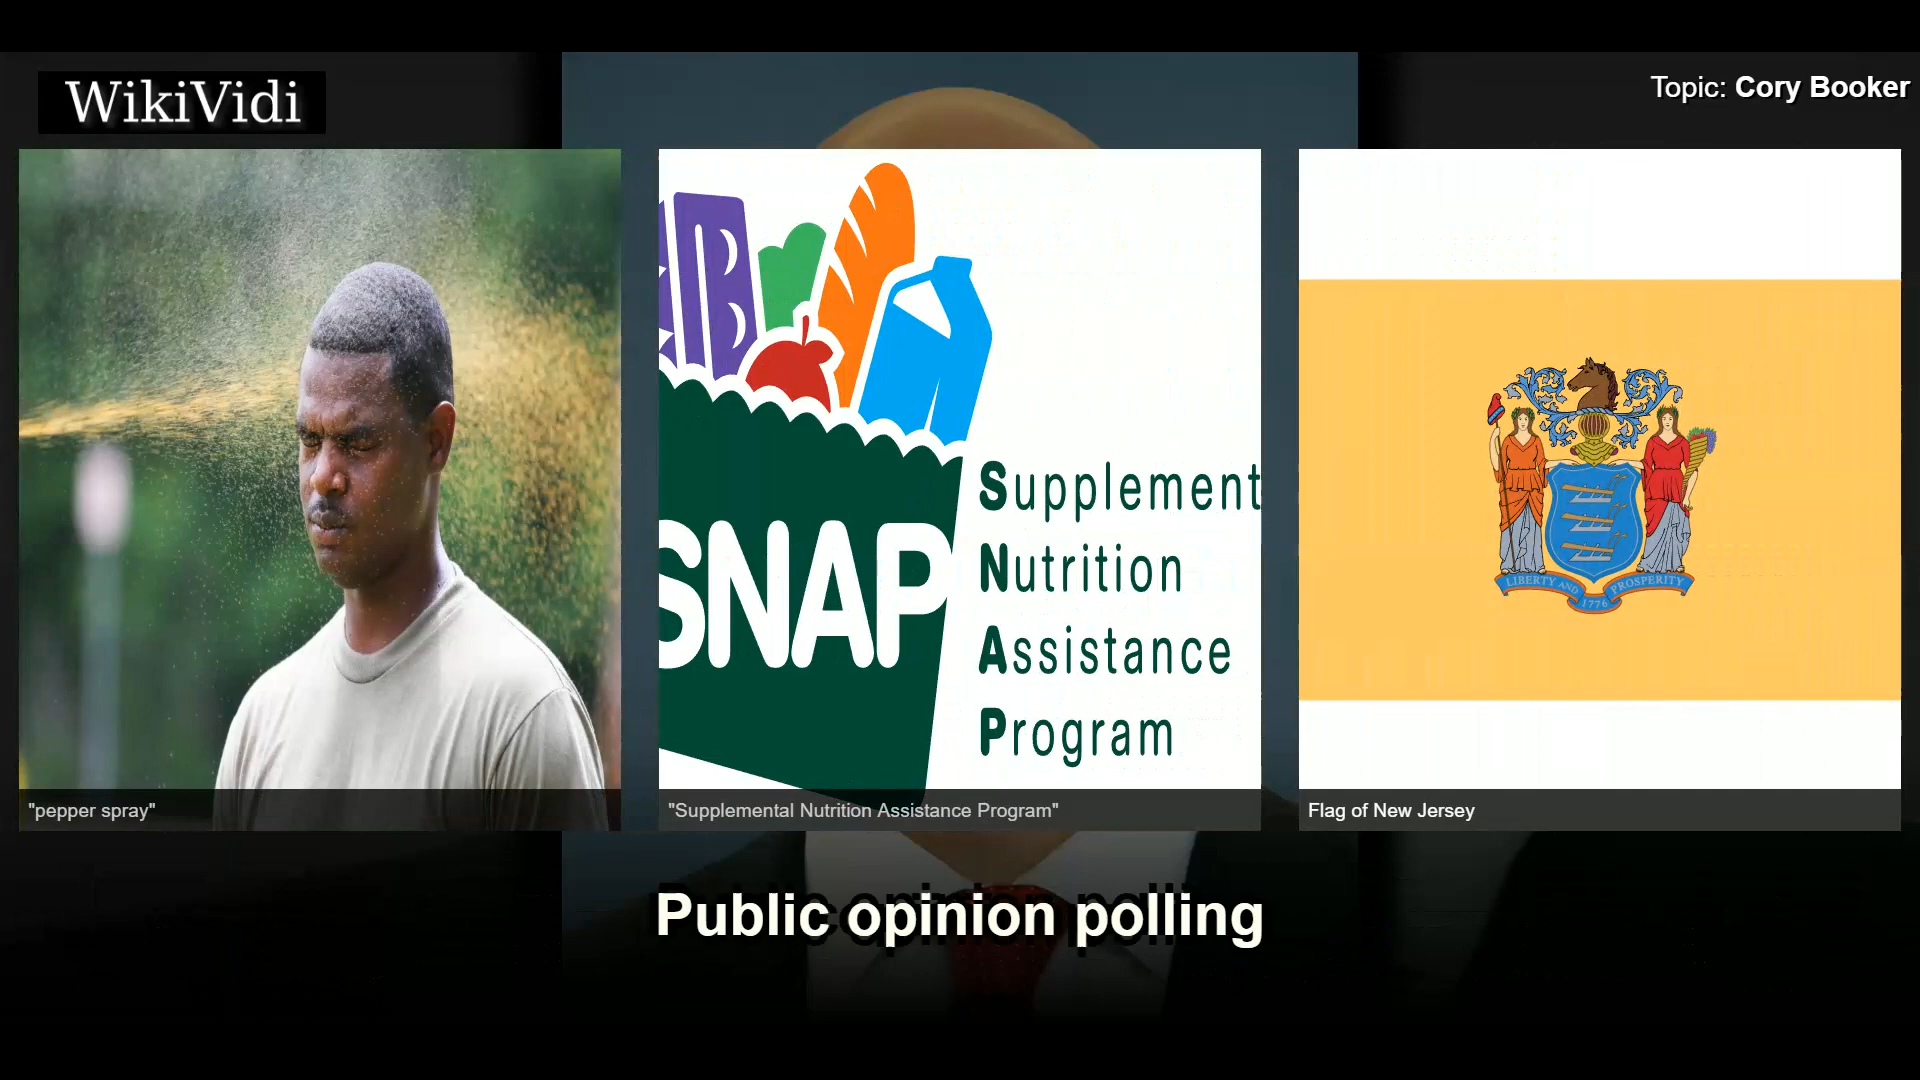 WikiVidi
Topic: Cory Booker
B
SNAP
Supplement
Nutrition
Assistance
Program
LIBERTY AND PROSPERITY
1776
"pepper spray"
"Supplemental Nutrition Assistance Program"
Flag of New Jersey
Public opinion polling